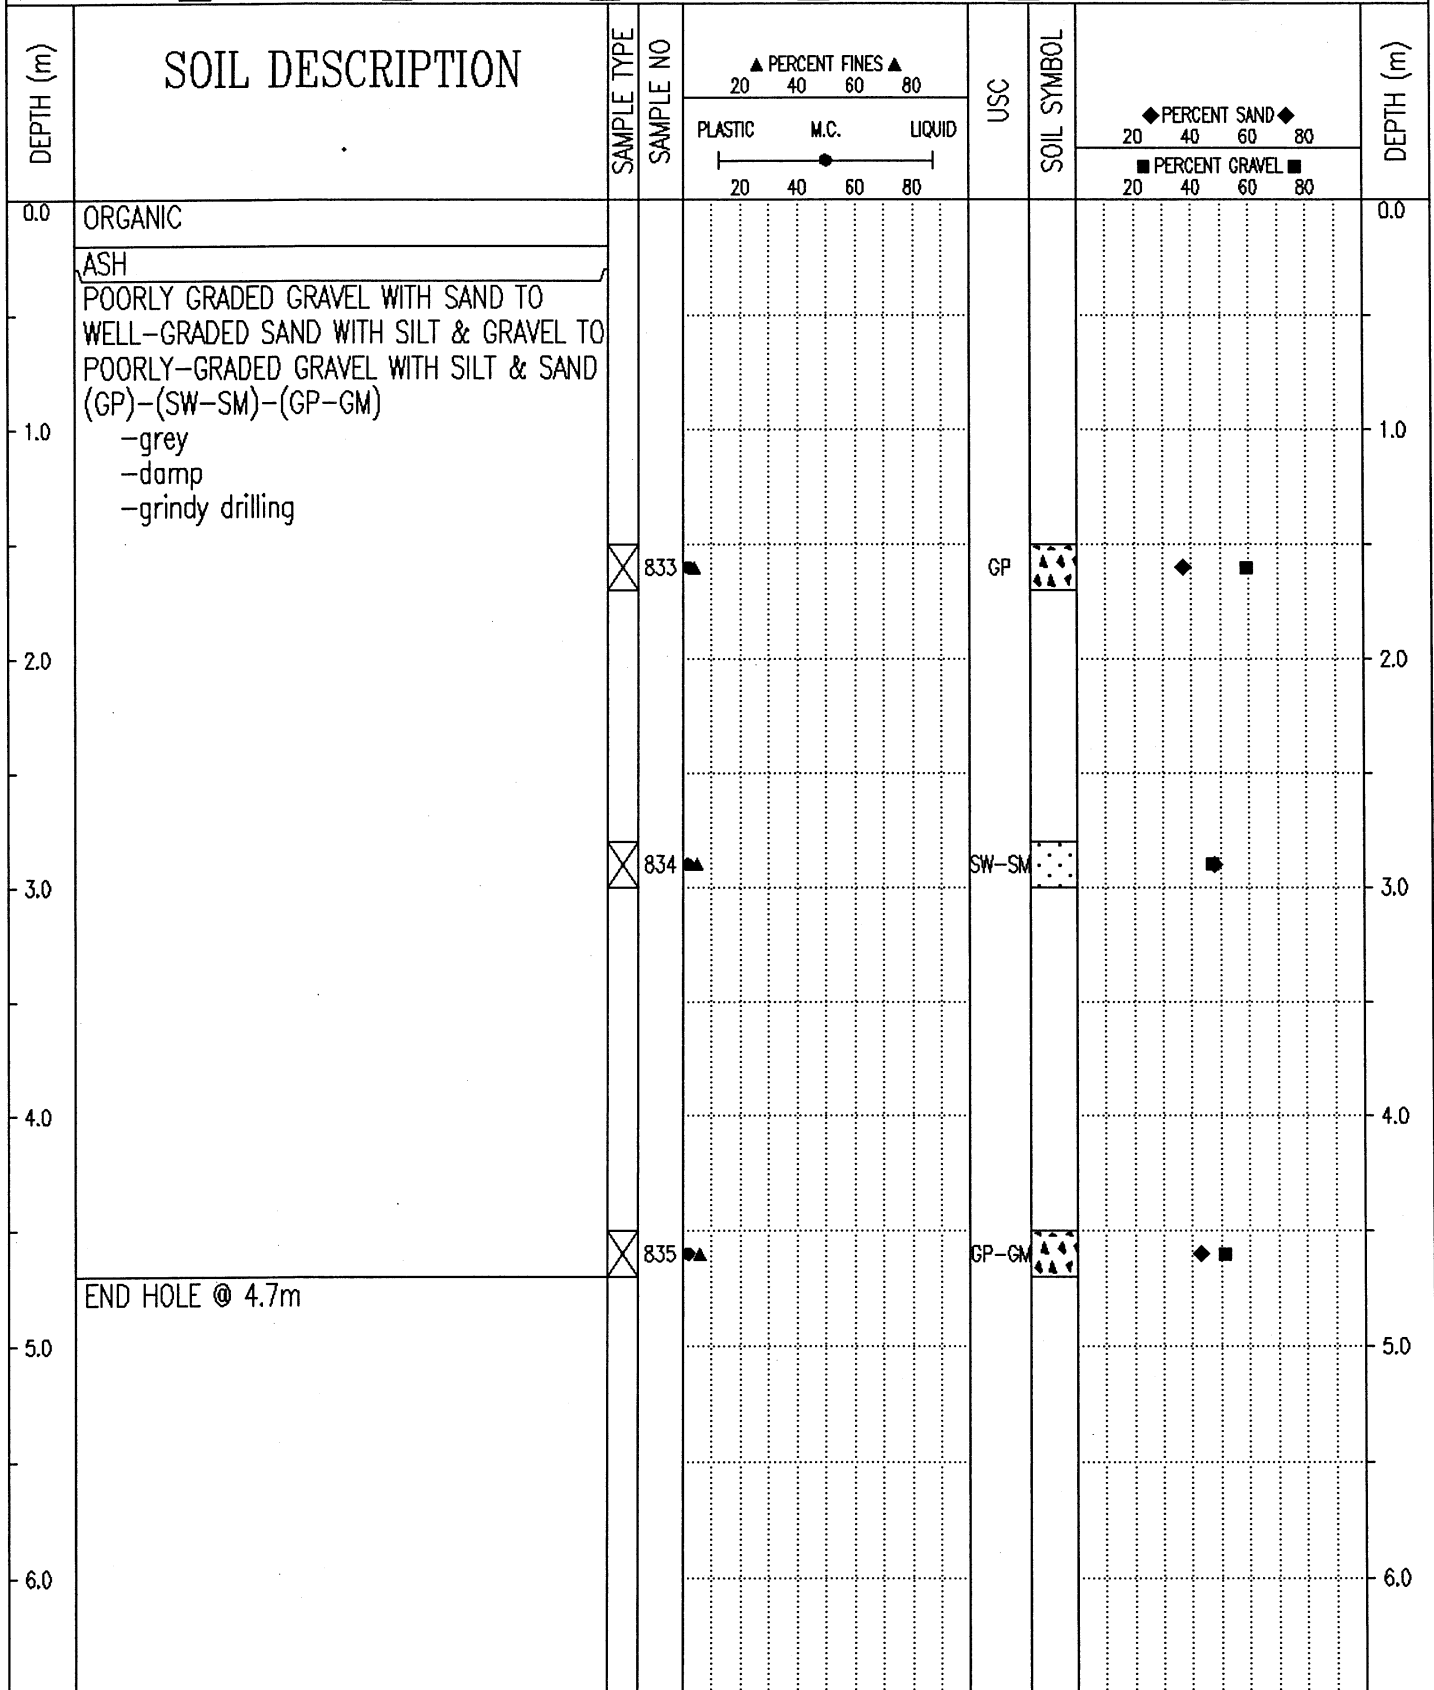 DEPTH (m)
SOIL DESCRIPTION
SAMPLE TYPE
SAMPLE NO
▲ PERCENT FINES ▲
20 40 60 80
PLASTIC M.C. LIQUID
20 40 60 80
USC
SOIL SYMBOL
◆PERCENT SAND◆
20 40 60 80
■ PERCENT GRAVEL ■
20 40 60 80
DEPTH (m)
0.0 ORGANIC 0.0
ASH
POORLY GRADED GRAVEL WITH SAND TO
WELL-GRADED SAND WITH SILT & GRAVEL TO
POORLY-GRADED GRAVEL WITH SILT & SAND
(GP)-(SW-SM)-(GP-GM)
1.0 -grey 1.0
-damp
-grindy drilling
833 GP
2.0 2.0
834 SW-SM
3.0 3.0
4.0 4.0
835 GP-GM
END HOLE @ 4.7m
5.0 5.0
6.0 6.0